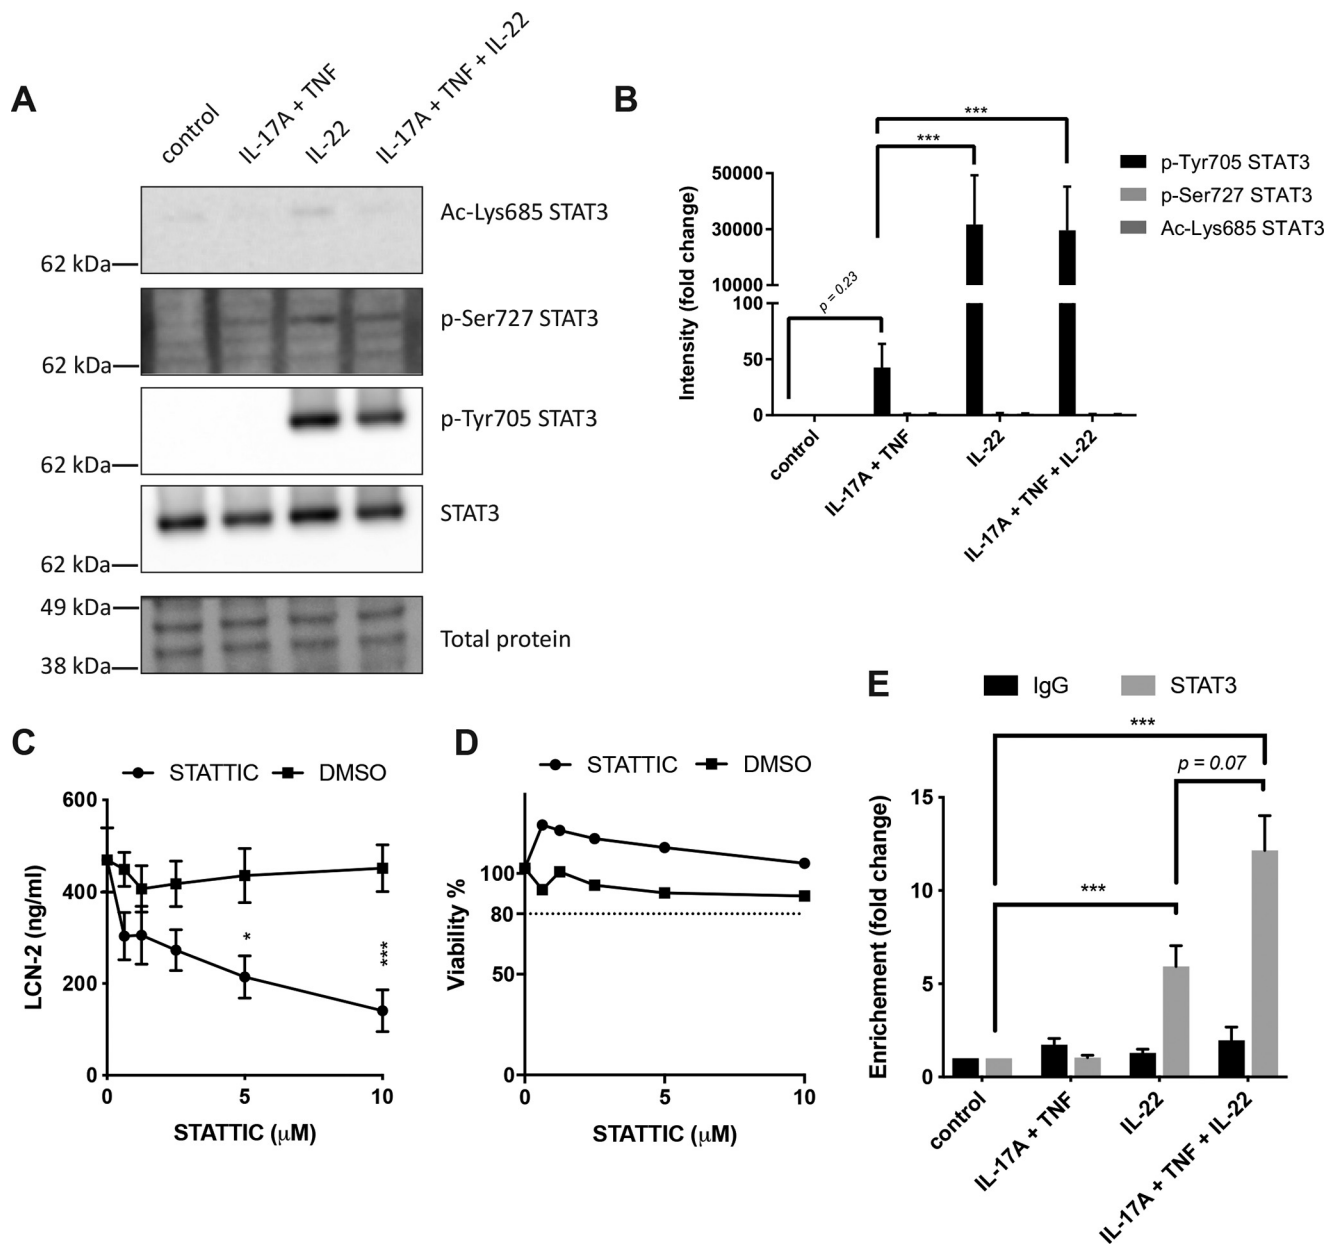 A
control
IL-17A + TNF
IL-22
IL-17A + TNF + IL-22
Ac-Lys685 STAT3
62 kDa
p-Ser727 STAT3
62 kDa
p-Tyr705 STAT3
62 kDa
STAT3
62 kDa
49 kDa
Total protein
38 kDa
B
***
***
p = 0.23
Intensity (fold change)
50000
30000
10000
100
50
0
control
IL-17A + TNF
IL-22
IL-17A + TNF + IL-22
p-Tyr705 STAT3
p-Ser727 STAT3
Ac-Lys685 STAT3
C
STATTIC DMSO
LCN-2 (ng/ml)
600
400
200
0
*
***
0 5 10
STATTIC (μM)
D
STATTIC DMSO
Viability %
100
80
50
0
0 5 10
STATTIC (μM)
E
IgG STAT3
***
p = 0.07
***
Enrichement (fold change)
15
10
5
0
control
IL-17A + TNF
IL-22
IL-17A + TNF + IL-22